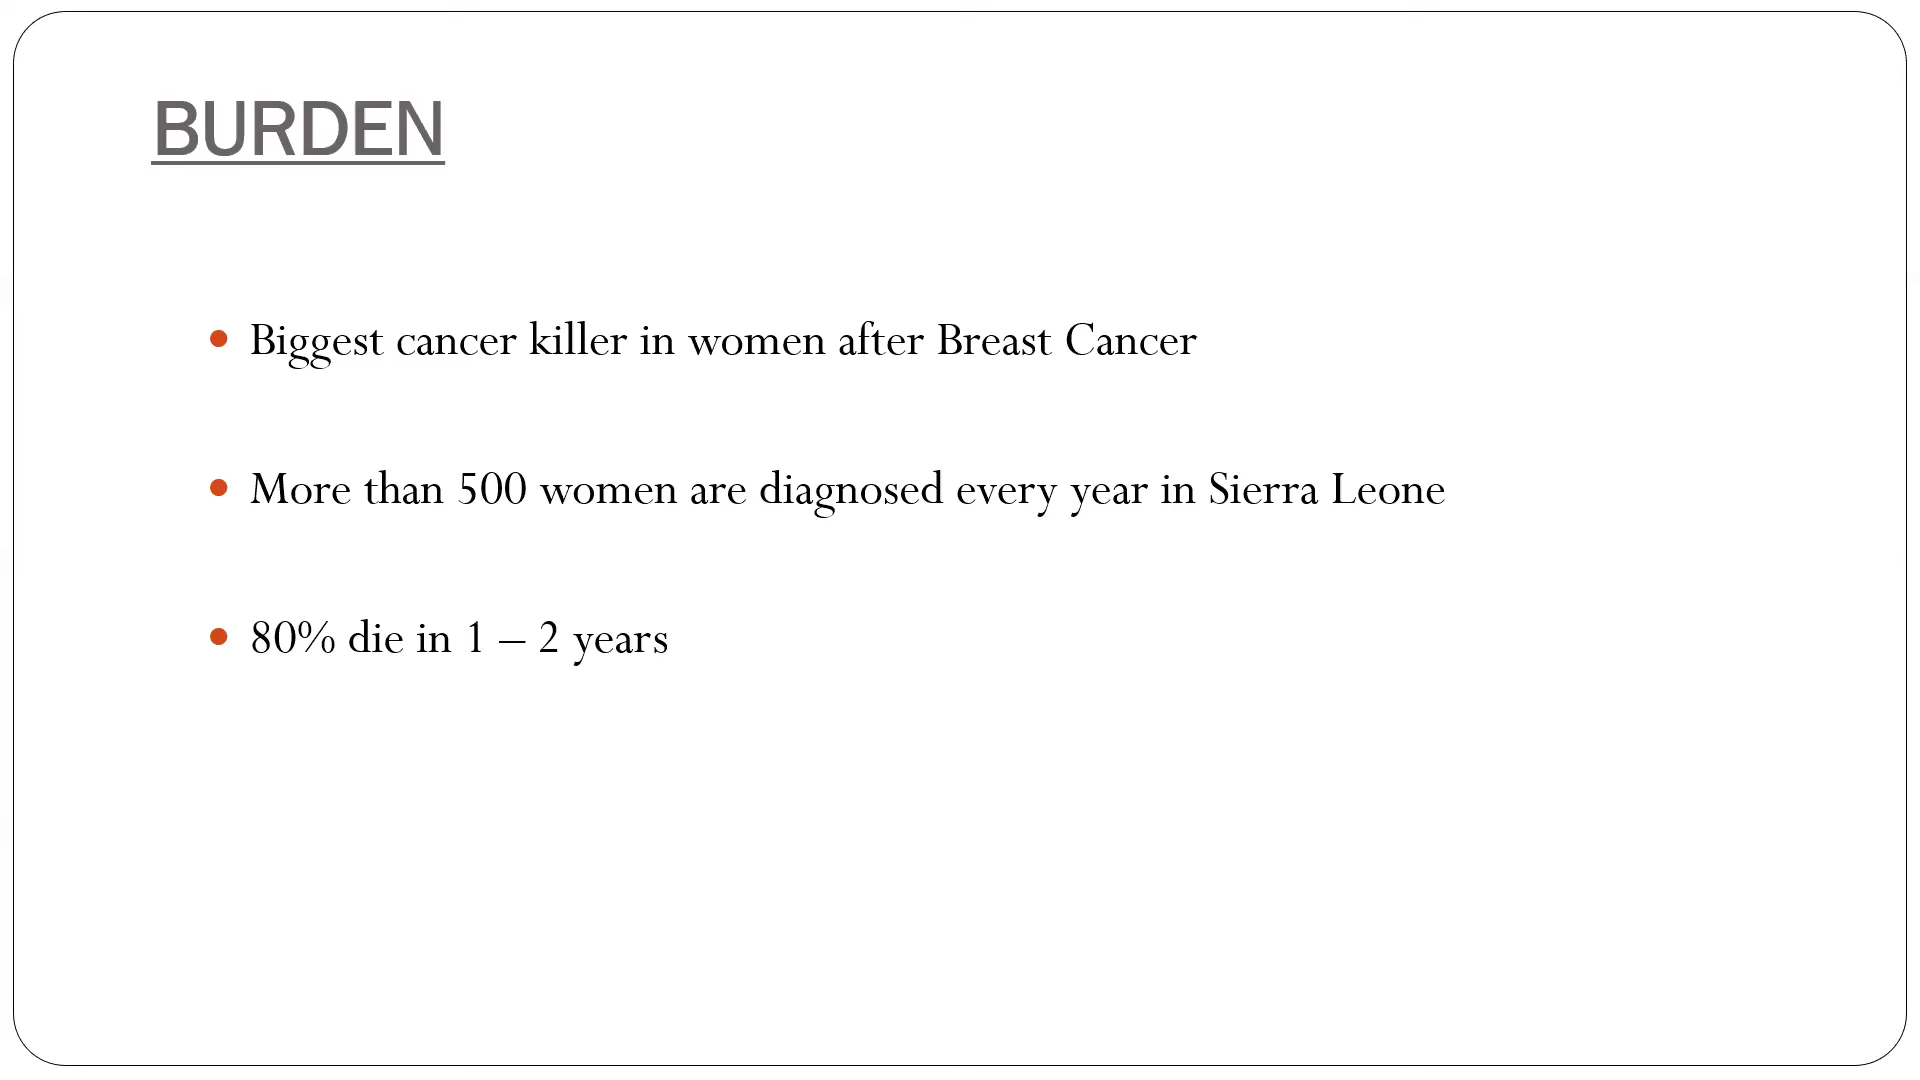 BURDEN
• Biggest cancer killer in women after Breast Cancer
• More than 500 women are diagnosed every year in Sierra Leone
• 80% die in 1 – 2 years